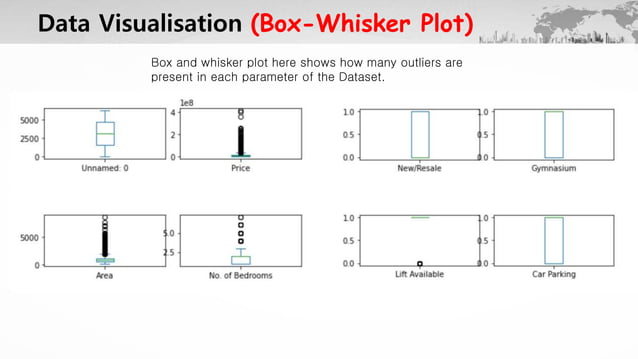 Data Visualisation (Box-Whisker Plot)
Box and whisker plot here shows how many outliers are
present in each parameter of the Dataset.
5000
2500
0
Unnamed: 0
1e8
4
2
0
Price
1.0
0.5
0.0
New/Resale
1.0
0.5
0.0
Gymnasium
5000
0
Area
5.0
2.5
No. of Bedrooms
1.0
0.5
0.0
Lift Available
1.0
0.5
0.0
Car Parking